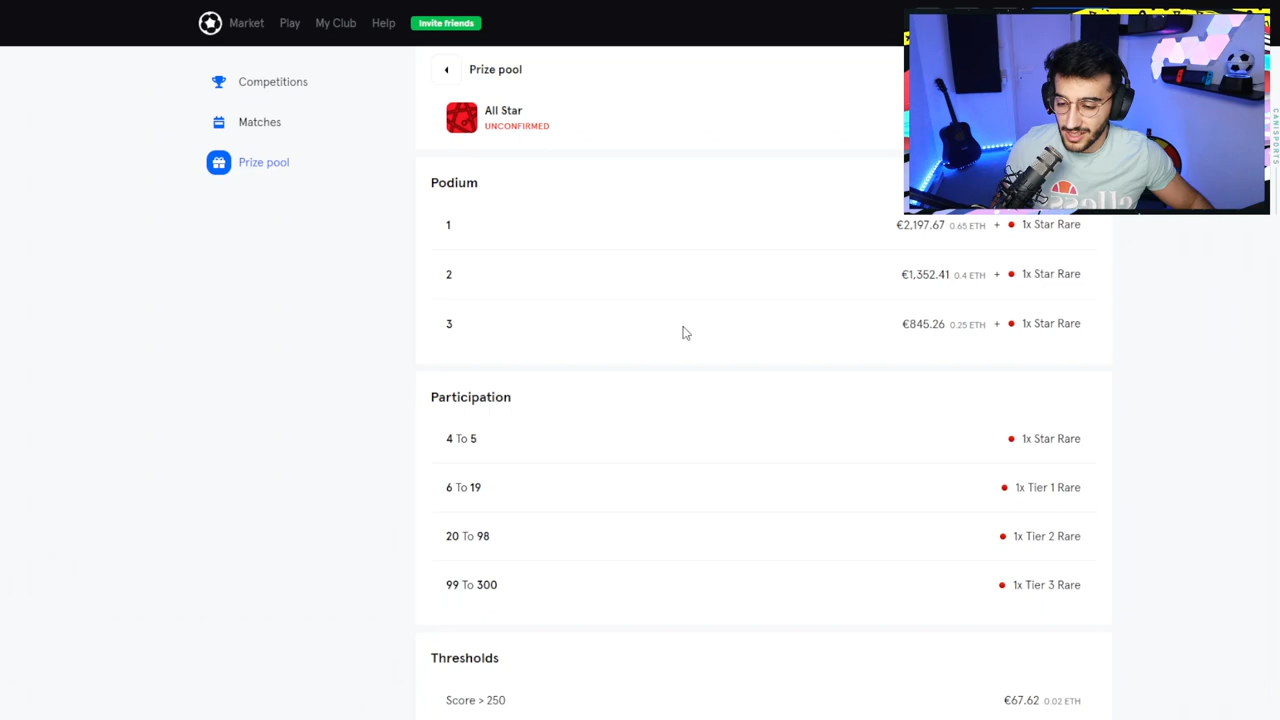 Market Play My Club Help Invite friends
Competitions
Matches
Prize pool
Prize pool
All Star
UNCONFIRMED
Podium
1 €2,197.67 0.65 ETH + 1x Star Rare
2 €1,352.41 0.4 ETH + 1x Star Rare
3 €845.26 0.25 ETH + 1x Star Rare
Participation
4 To 5 1x Star Rare
6 To 19 1x Tier 1 Rare
20 To 98 1x Tier 2 Rare
99 To 300 1x Tier 3 Rare
Thresholds
Score > 250 €67.62 0.02 ETH
ellesse
CANISPORTS